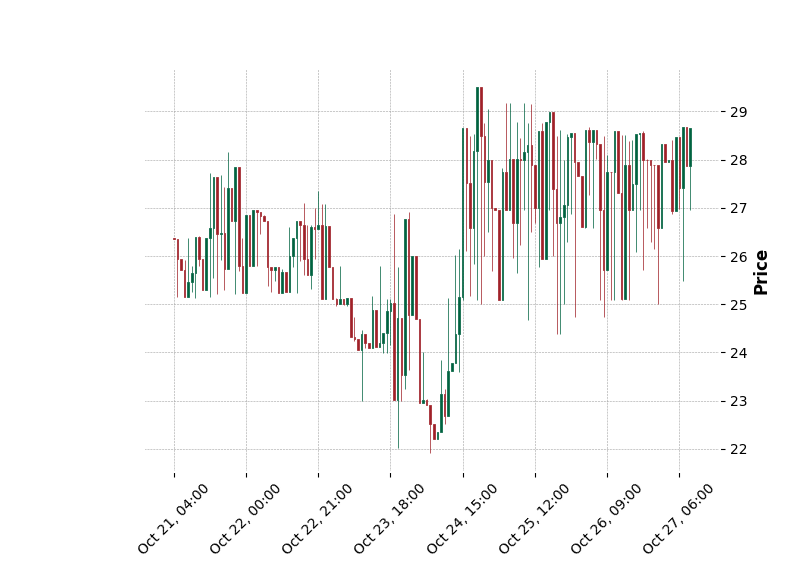 29
28
27
26
25
24
23
22
Price
Oct 21, 04:00
Oct 22, 00:00
Oct 22, 21:00
Oct 23, 18:00
Oct 24, 15:00
Oct 25, 12:00
Oct 26, 09:00
Oct 27, 06:00